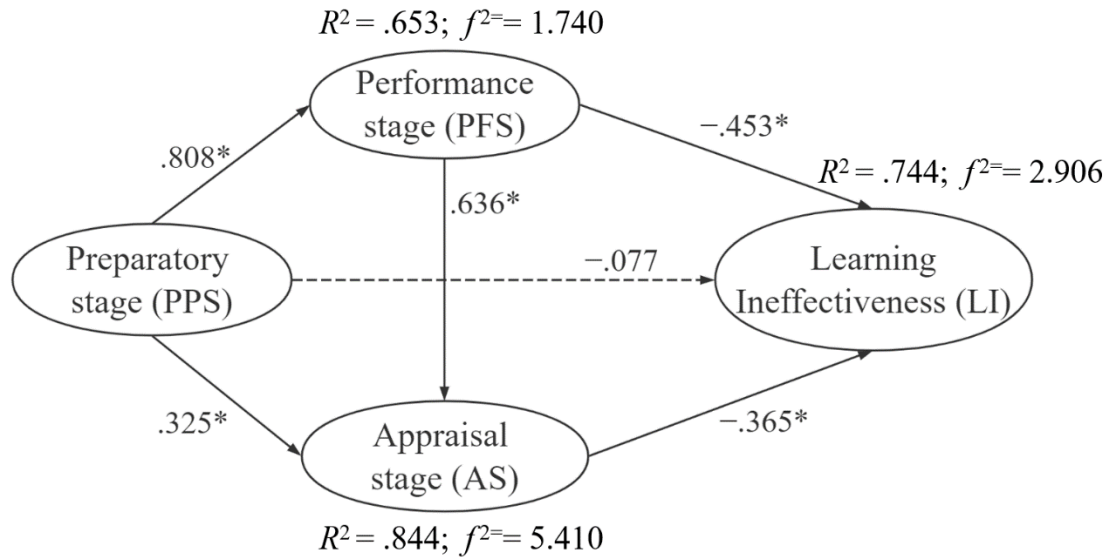 R² = .653; f²⁼= 1.740
Performance
stage (PFS)
−.453*
.808*
R² = .744; f²⁼= 2.906
.636*
Preparatory
stage (PPS)
−.077
Learning
Ineffectiveness (LI)
.325*
−.365*
Appraisal
stage (AS)
R² = .844; f²⁼= 5.410